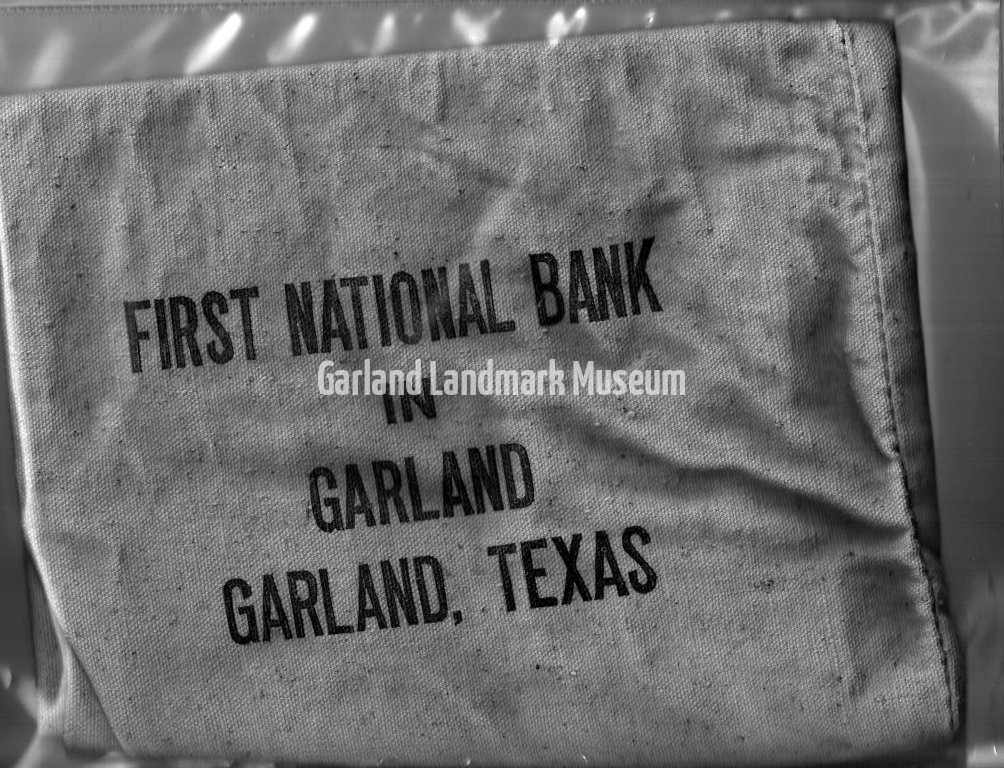 FIRST NATIONAL BANK
Garland Landmark Museum
IN
GARLAND
GARLAND, TEXAS